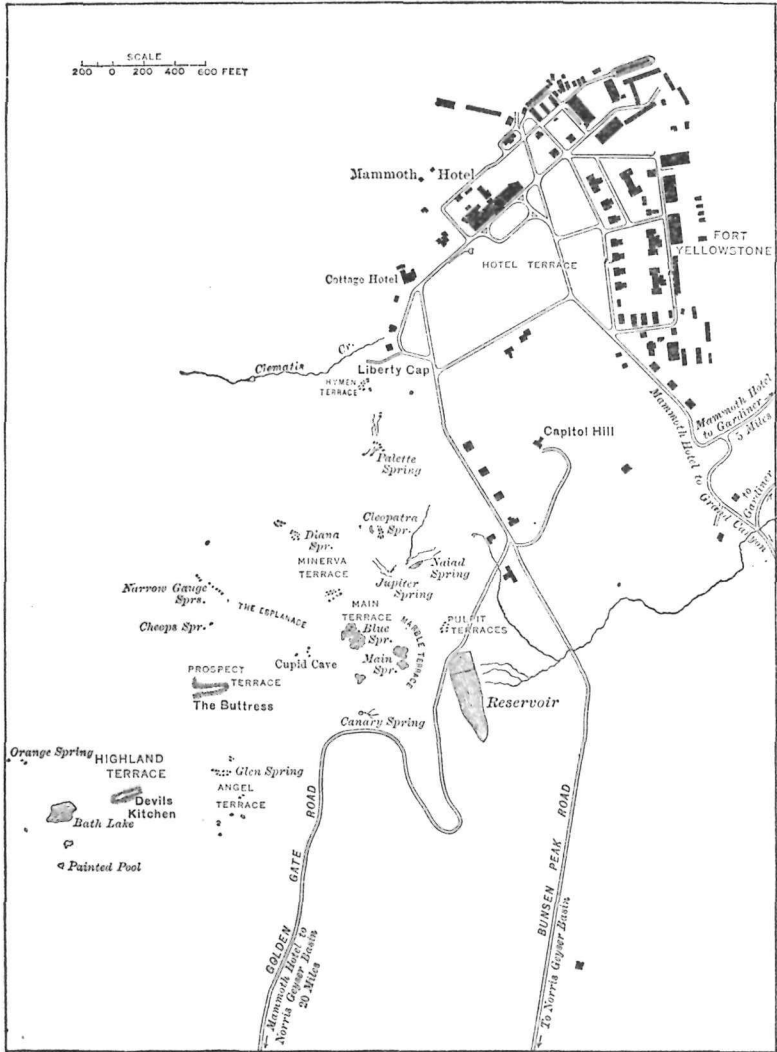 SCALE
200 0 200 400 600 FEET
Mammoth Hotel
FORT
YELLOWSTONE
HOTEL TERRACE
Cottage Hotel
Clematis Cr.
Liberty Cap
HYMEN
TERRACE
Mammoth Hotel
to Gardiner
5 Miles
Mammoth Hotel to Grand Canyon
to
Gardiner
Capitol Hill
Palette
Spring
Cleopatra
Spr.
Diana
Spr.
MINERVA
TERRACE
Naiad
Spring
Jupiter
Spring
Narrow Gauge
Sprs.
THE ESPLANADE
MAIN
TERRACE
Blue
Spr.
MARBLE TERRACE
PULPIT
TERRACES
Cheops Spr.
Cupid Cave
Main
Spr.
PROSPECT
TERRACE
The Buttress
Reservoir
Canary Spring
Orange Spring
HIGHLAND
TERRACE
Glen Spring
ANGEL
TERRACE
Devils
Kitchen
Bath Lake
Painted Pool
GOLDEN GATE ROAD
Mammoth Hotel to
Norris Geyser Basin
20 Miles
BUNSEN PEAK ROAD
To Norris Geyser Basin